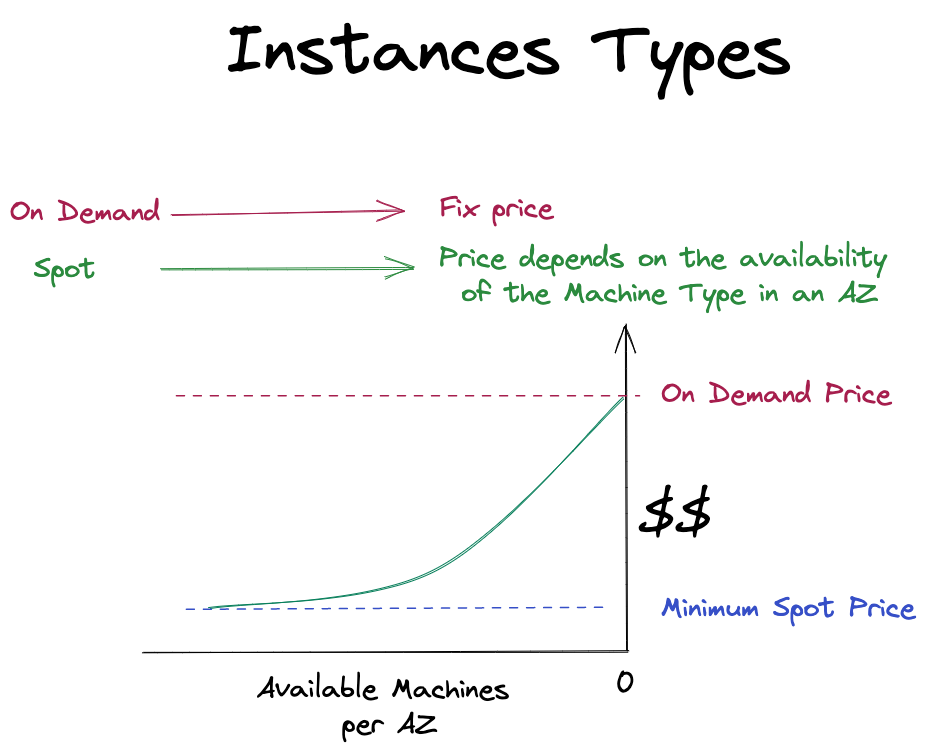 Instances Types
On Demand
Fix price
Spot
Price depends on the availability
of the Machine Type in an AZ
On Demand Price
$$
Minimum Spot Price
0
Available Machines
per AZ